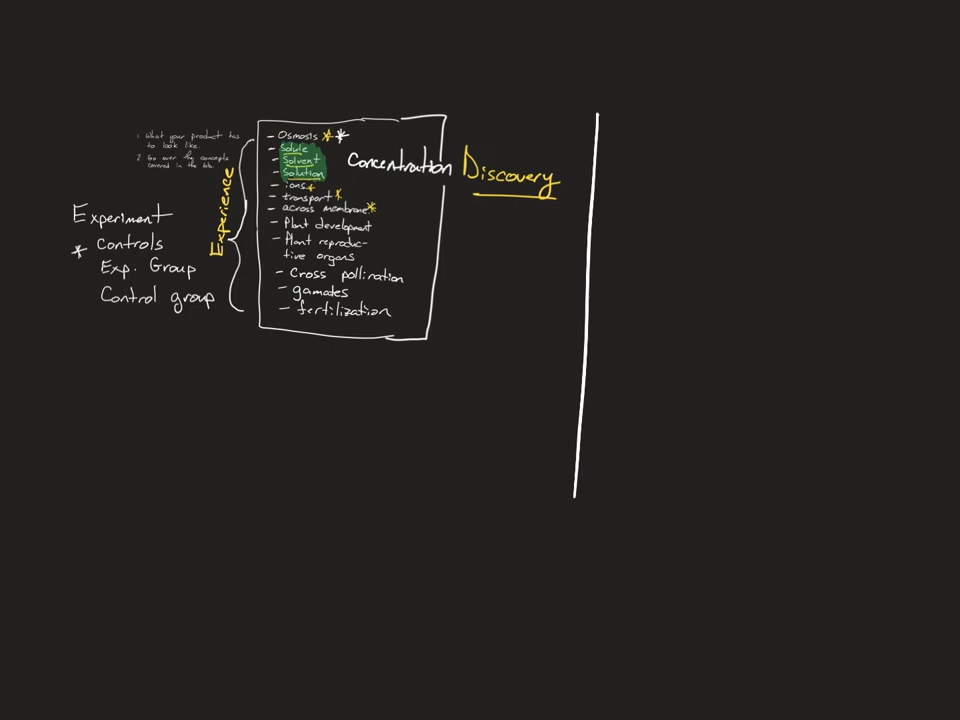 1. What your product has
to look like.
2. Go over the concepts
covered in the lab.
Experience
Experiment
* Controls
Exp. Group
Control group
- Osmosis * *
- Solule
- Solvent
- Solution
- ions *
- transport *
- across membrane *
- Plant development
- Plant reproduc-
tive organs
- Cross pollination
- gamodes
- fertilization
Concentration
Discovery